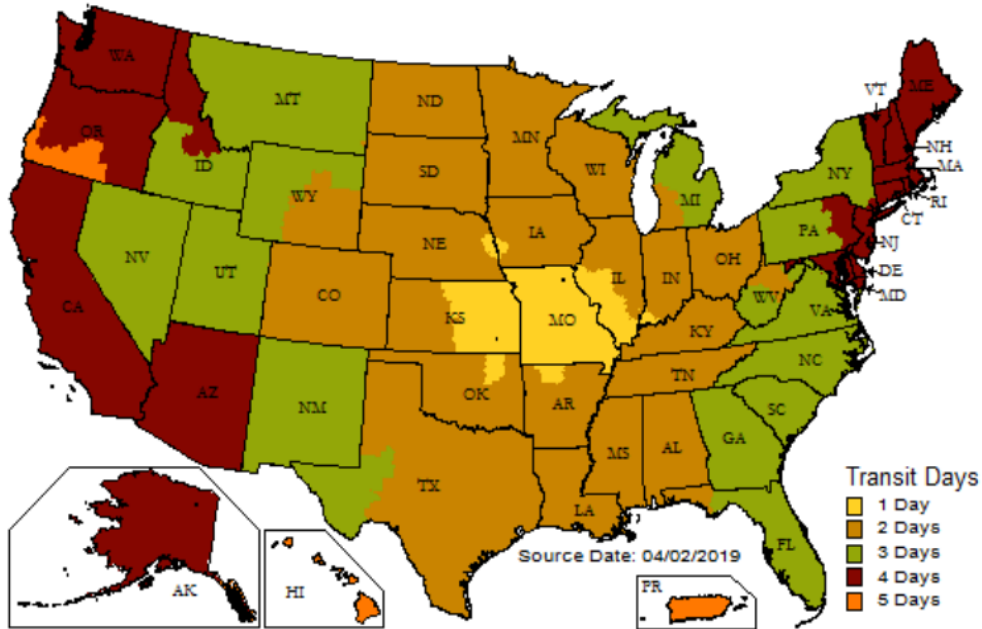 WA
MT
ND
MN
VT
ME
OR
ID
WY
SD
WI
MI
NY
NH
MA
RI
CT
NV
UT
CO
NE
IA
IL
IN
OH
PA
NJ
DE
MD
WV
VA
CA
AZ
NM
KS
MO
KY
OK
AR
TN
NC
SC
TX
LA
MS
AL
GA
FL
AK
HI
PR
Source Date: 04/02/2019
Transit Days
1 Day
2 Days
3 Days
4 Days
5 Days